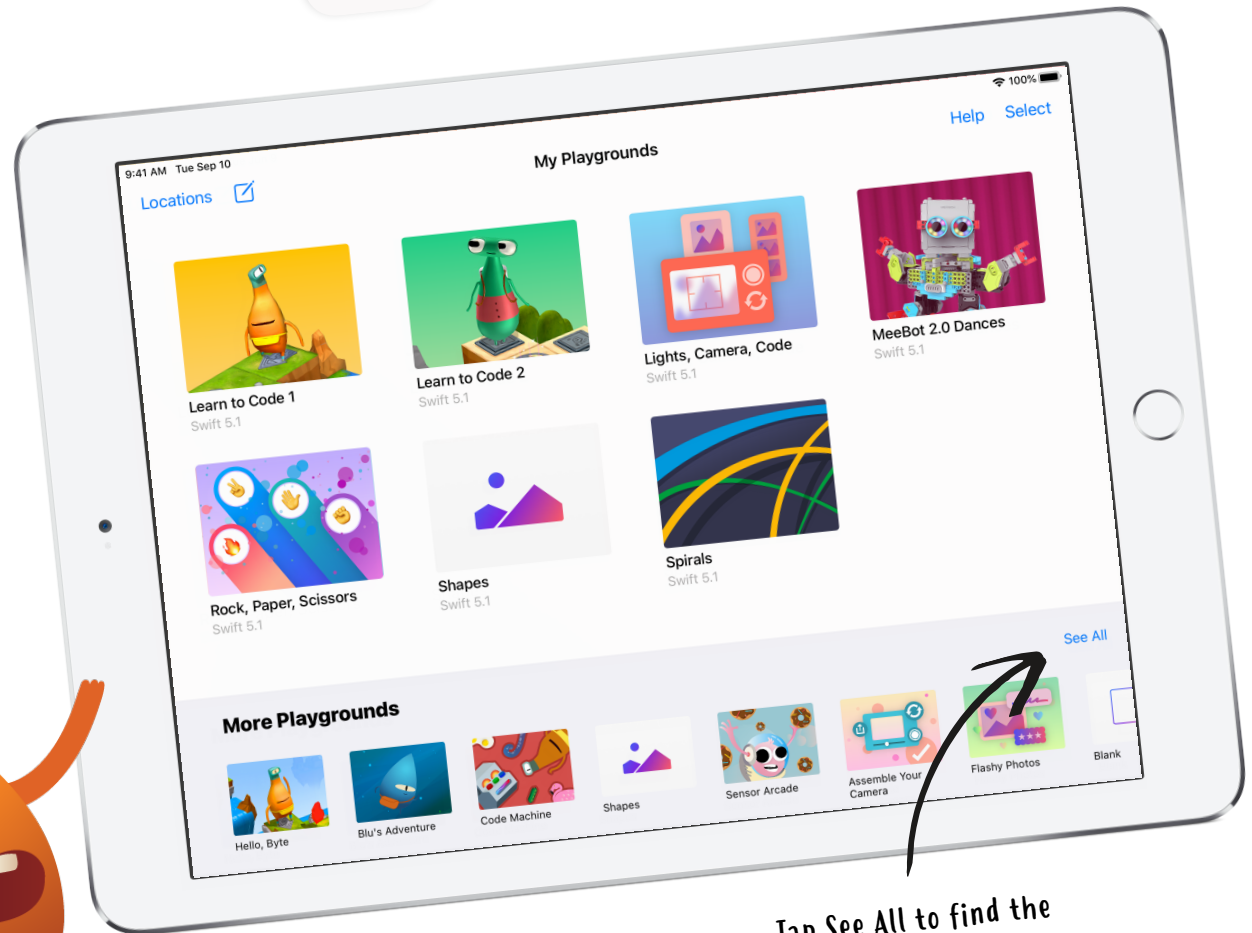 9:41 AM Tue Sep 10
100%
Locations
My Playgrounds
Help Select
Learn to Code 1
Swift 5.1
Learn to Code 2
Swift 5.1
Lights, Camera, Code
Swift 5.1
MeeBot 2.0 Dances
Swift 5.1
Rock, Paper, Scissors
Swift 5.1
Shapes
Swift 5.1
Spirals
Swift 5.1
More Playgrounds
See All
Hello, Byte
Blu's Adventure
Code Machine
Shapes
Sensor Arcade
Assemble Your
Camera
Flashy Photos
Blank
Tap See All to find the